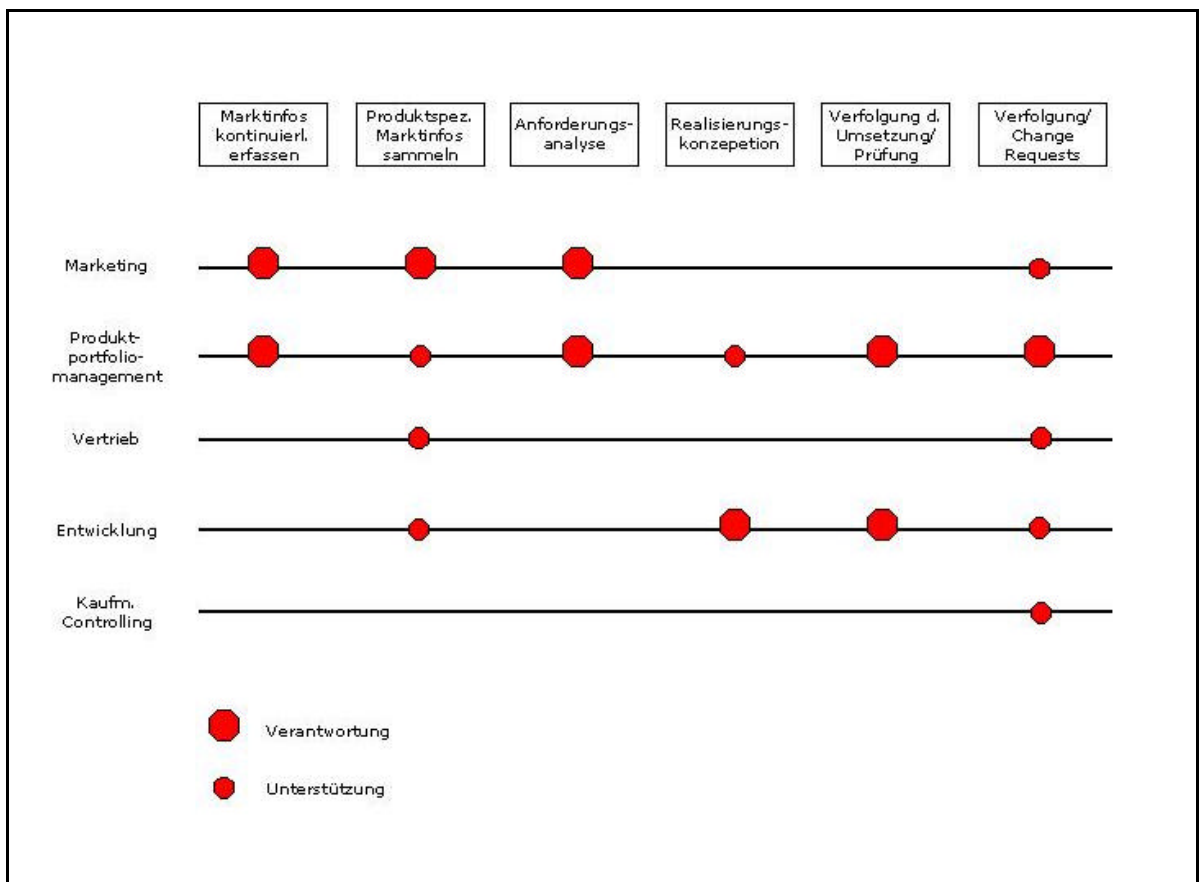 Marktinfos
kontinuierl.
erfassen
Produktspez.
Marktinfos
sammeln
Anforderungs-
analyse
Realisierungs-
konzepetion
Verfolgung d.
Umsetzung/
Prüfung
Verfolgung/
Change
Requests
Marketing
Produkt-
portfolio-
management
Vertrieb
Entwicklung
Kaufm.
Controlling
Verantwortung
Unterstützung